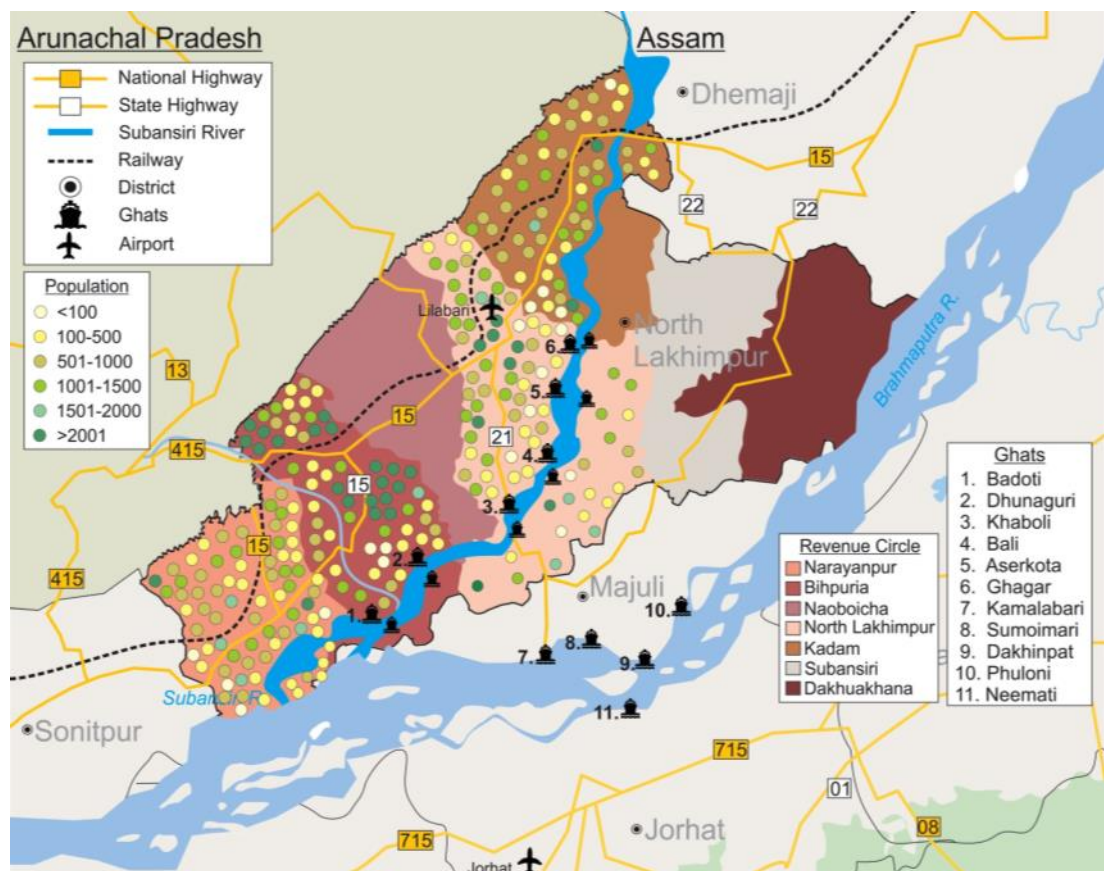 Arunachal Pradesh
Assam
National Highway
State Highway
Subansiri River
Railway
District
Ghats
Airport
Population
<100
100-500
501-1000
1001-1500
1501-2000
>2001
Dhemaji
15
22
22
Lilabari
North
Lakhimpur
Brahmaputra R.
13
415
15
21
15
15
415
6.
5.
4.
3.
2.
1.
Majuli
7.
8.
9.
10.
11.
Sonitpur
715
715
01
08
Jorhat
Jorhat
Revenue Circle
Narayanpur
Bihpuria
Naoboicha
North Lakhimpur
Kadam
Subansiri
Dakhuakhana
Ghats
1. Badoti
2. Dhunaguri
3. Khaboli
4. Bali
5. Aserkota
6. Ghagar
7. Kamalabari
8. Sumoimari
9. Dakhinpat
10. Phuloni
11. Neemati